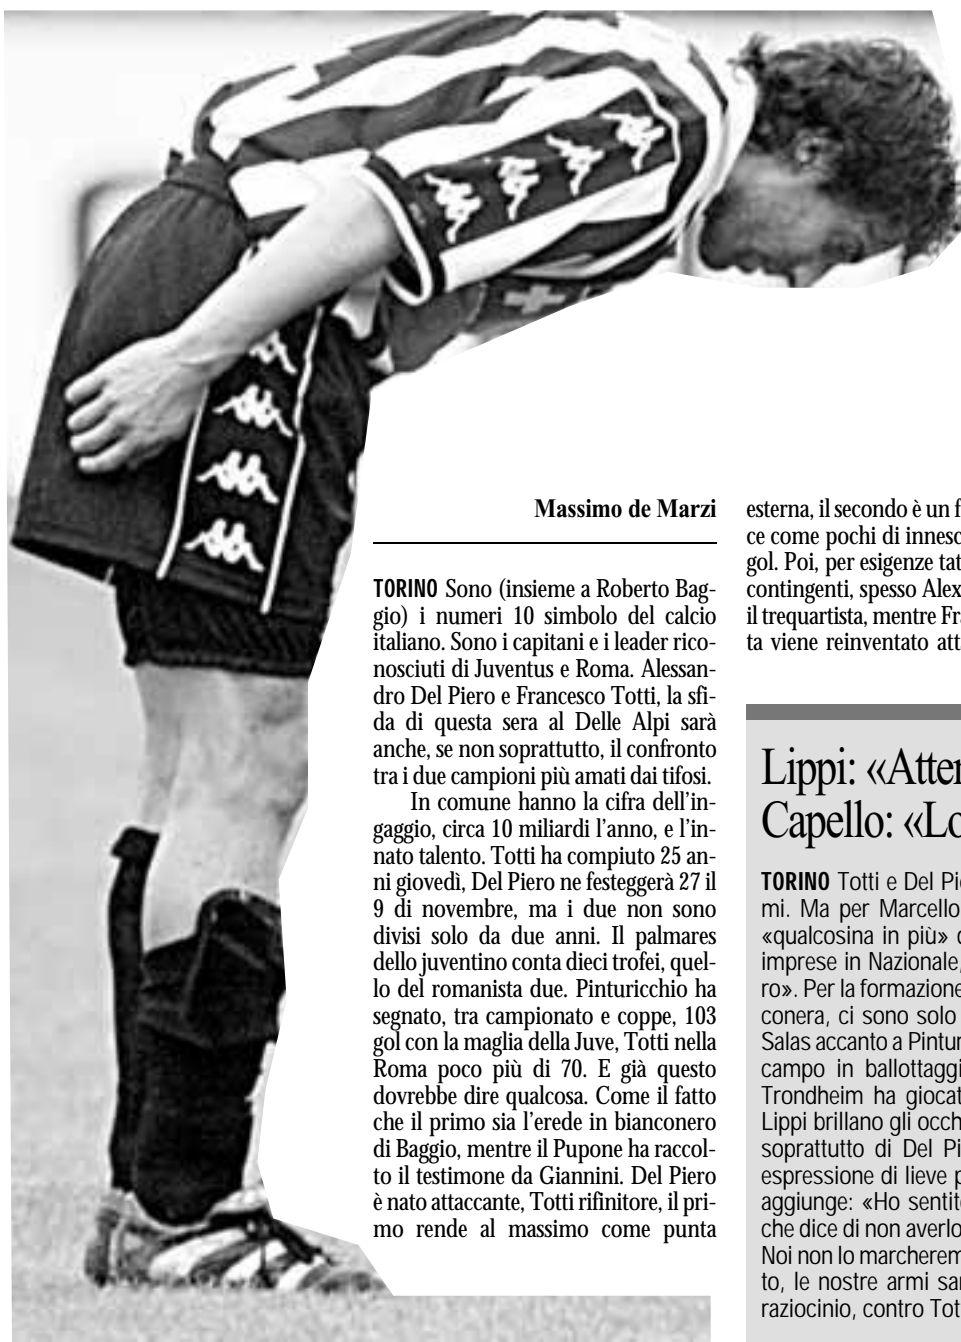 Massimo de Marzi
TORINO Sono (insieme a Roberto Bag-
gio) i numeri 10 simbolo del calcio
italiano. Sono i capitani e i leader rico-
nosciuti di Juventus e Roma. Alessan-
dro Del Piero e Francesco Totti, la sfi-
da di questa sera al Delle Alpi sarà
anche, se non soprattutto, il confronto
tra i due campioni più amati dai tifosi.
In comune hanno la cifra dell'in-
gaggio, circa 10 miliardi l'anno, e l'in-
nato talento. Totti ha compiuto 25 an-
ni giovedì, Del Piero ne festeggerà 27 il
9 di novembre, ma i due non sono
divisi solo da due anni. Il palmares
dello juventino conta dieci trofei, quel-
lo del romanista due. Pinturicchio ha
segnato, tra campionato e coppe, 103
gol con la maglia della Juve, Totti nella
Roma poco più di 70. E già questo
dovrebbe dire qualcosa. Come il fatto
che il primo sia l'erede in bianconero
di Baggio, mentre il Pupone ha raccol-
to il testimone da Giannini. Del Piero
è nato attaccante, Totti rifinitore, il pri-
mo rende al massimo come punta
esterna, il secondo è un f
ce come pochi di innesc
gol. Poi, per esigenze tat
contingenti, spesso Alex
il trequartista, mentre Fra
ta viene reinventato att
Lippi: «Atter
Capello: «Lo
TORINO Totti e Del Pie
mi. Ma per Marcello
«qualcosina in più» d
imprese in Nazionale,
ro». Per la formazione
conera, ci sono solo
Salas accanto a Pintur
campo in ballottaggi
Trondheim ha giocat
Lippi brillano gli occh
soprattutto di Del Pi
espressione di lieve p
aggiunge: «Ho sentito
che dice di non averlo
Noi non lo marcherem
to, le nostre armi sar
raziocinio, contro Tot